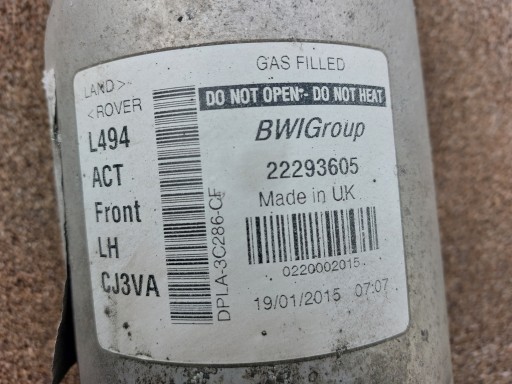 LAND>
<ROVER
L494
ACT
Front
LH
CJ3VA
DPLA-3C286-CF
GAS FILLED
DO NOT OPEN - DO NOT HEAT
BWIGroup
22293605
Made in UK
0220002015
19/01/2015 07:07